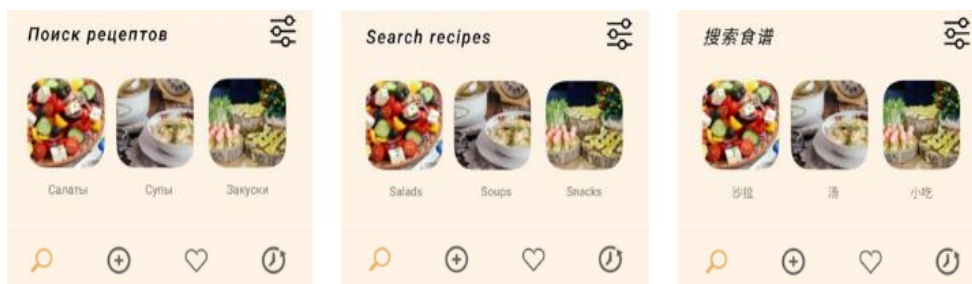 Поиск рецептов
Салаты Супы Закуски
Search recipes
Salads Soups Snacks
搜索食谱
沙拉 汤 小吃